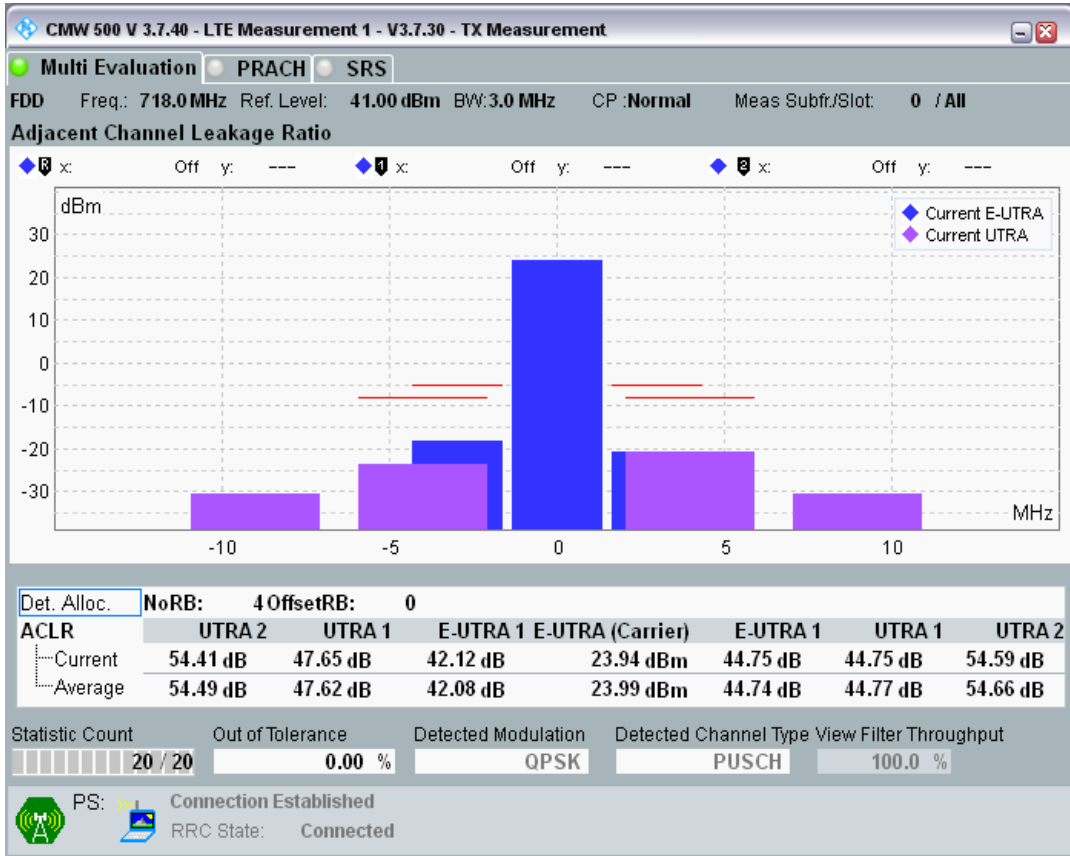 CMW 500 V 3.7.40 - LTE Measurement 1 - V3.7.30 - TX Measurement
Multi Evaluation PRACH SRS
FDD Freq.: 718.0 MHz Ref. Level: 41.00 dBm BW: 3.0 MHz CP : Normal Meas Subfr./Slot: 0 / All
Adjacent Channel Leakage Ratio
R x: Off y: --- 1 x: Off y: --- 2 x: Off y: ---
dBm
Current E-UTRA
Current UTRA
30
20
10
0
-10
-20
-30
MHz
-10 -5 0 5 10
Det. Alloc. NoRB: 4 OffsetRB: 0
ACLR UTRA 2 UTRA 1 E-UTRA 1 E-UTRA (Carrier) E-UTRA 1 UTRA 1 UTRA 2
Current 54.41 dB 47.65 dB 42.12 dB 23.94 dBm 44.75 dB 44.75 dB 54.59 dB
Average 54.49 dB 47.62 dB 42.08 dB 23.99 dBm 44.74 dB 44.77 dB 54.66 dB
Statistic Count Out of Tolerance Detected Modulation Detected Channel Type View Filter Throughput
20 / 20 0.00 % QPSK PUSCH 100.0 %
PS: Connection Established
RRC State: Connected